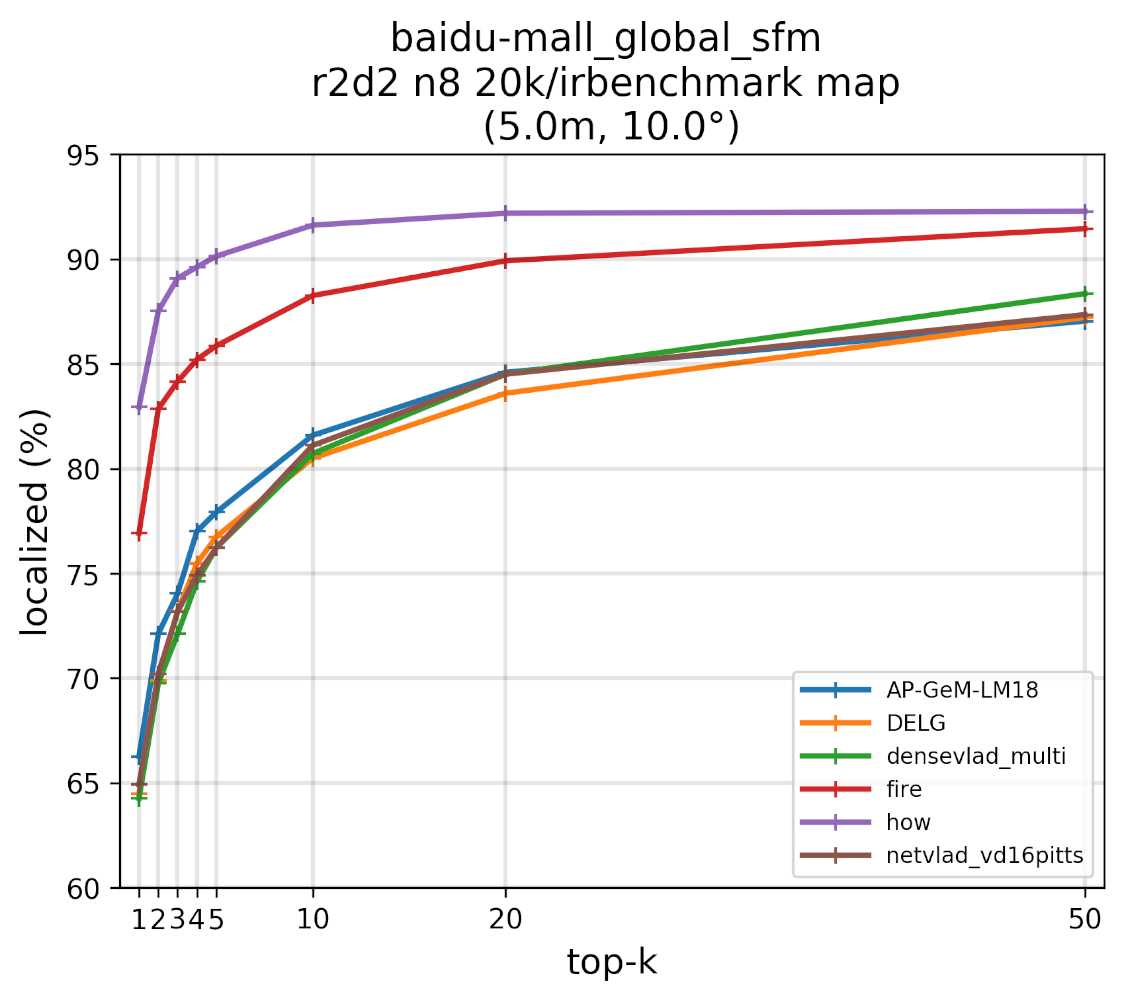 baidu-mall_global_sfm
r2d2 n8 20k/irbenchmark map
(5.0m, 10.0°)
95
90
85
80
75
70
65
60
localized (%)
AP-GeM-LM18
DELG
densevlad_multi
fire
how
netvlad_vd16pitts
1 2 3 4 5 10 20 50
top-k